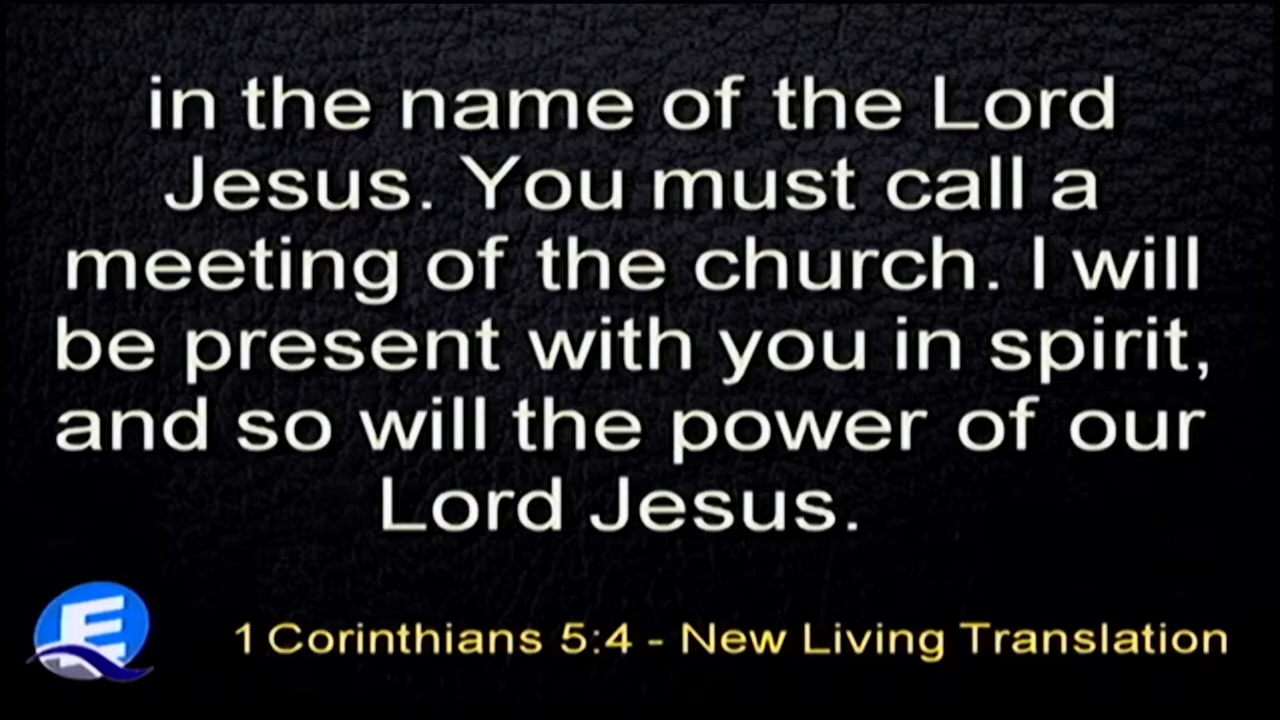 in the name of the Lord
Jesus. You must call a
meeting of the church. I will
be present with you in spirit,
and so will the power of our
Lord Jesus.
E
1 Corinthians 5:4 - New Living Translation